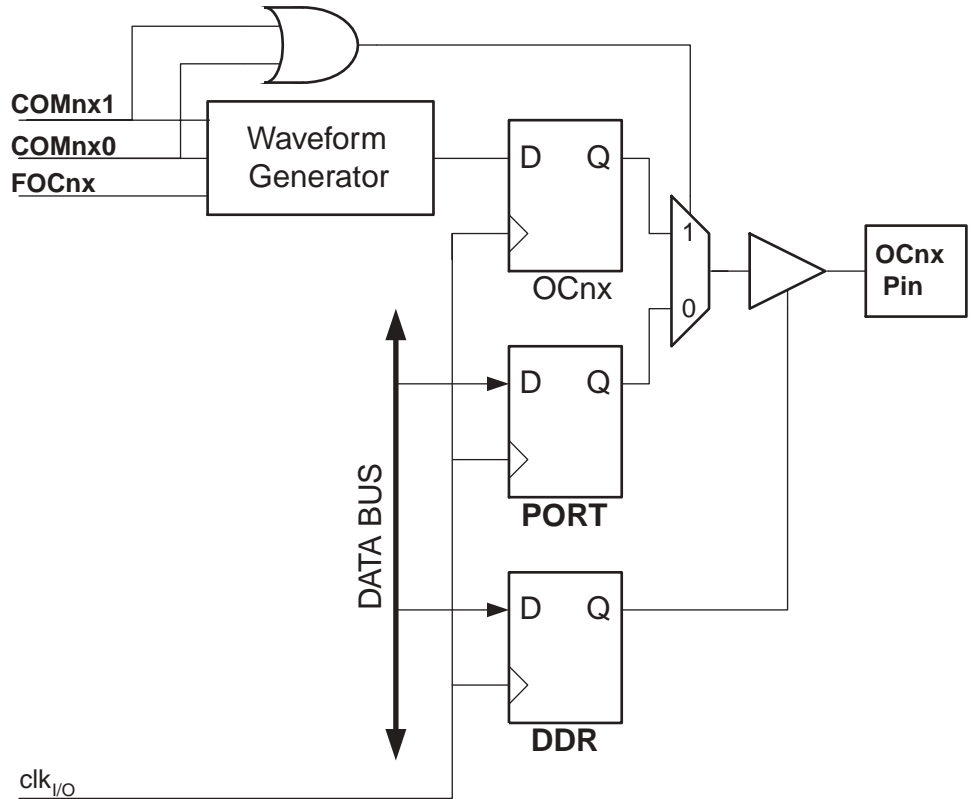 COMnx1
COMnx0
FOCnx
Waveform
Generator
D Q
OCnx
1
0
OCnx
Pin
D Q
PORT
DATA BUS
D Q
DDR
clkI/O